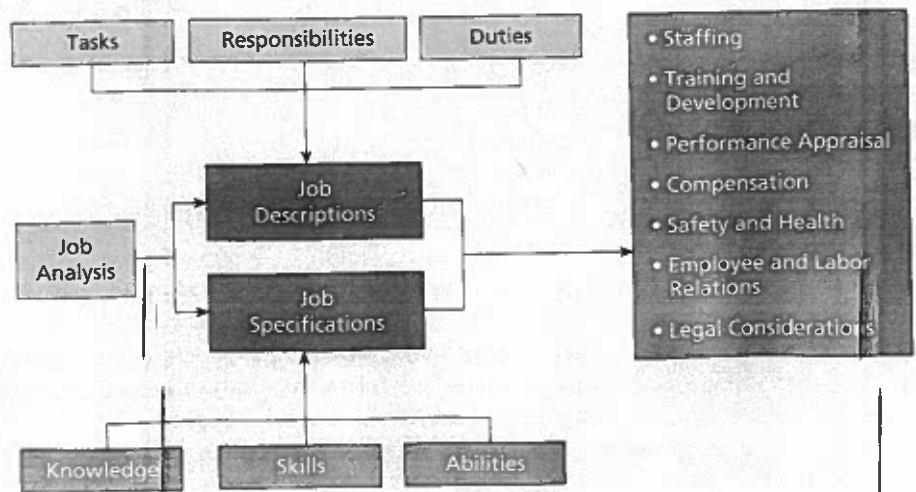 Tasks
Responsibilities
Duties
• Staffing
• Training and
Development
• Performance Appraisal
• Compensation
• Safety and Health
• Employee and Labor
Relations
• Legal Considerations
Job
Descriptions
Job
Analysis
Job
Specifications
Knowledge
Skills
Abilities